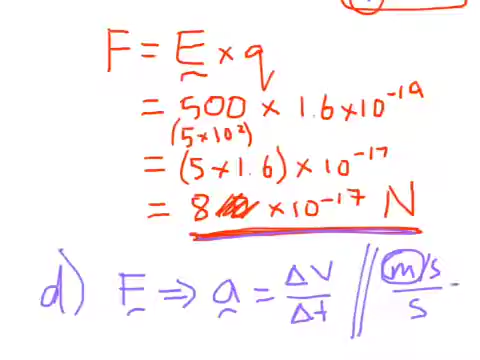 F = E × q
= 500 × 1.6 × 10⁻¹⁹
(5 × 10²)
= (5 × 1.6) × 10⁻¹⁷
= 8 × 10⁻¹⁷ N
d) F ⇒ a = ΔV/Δt // (m/s)/s